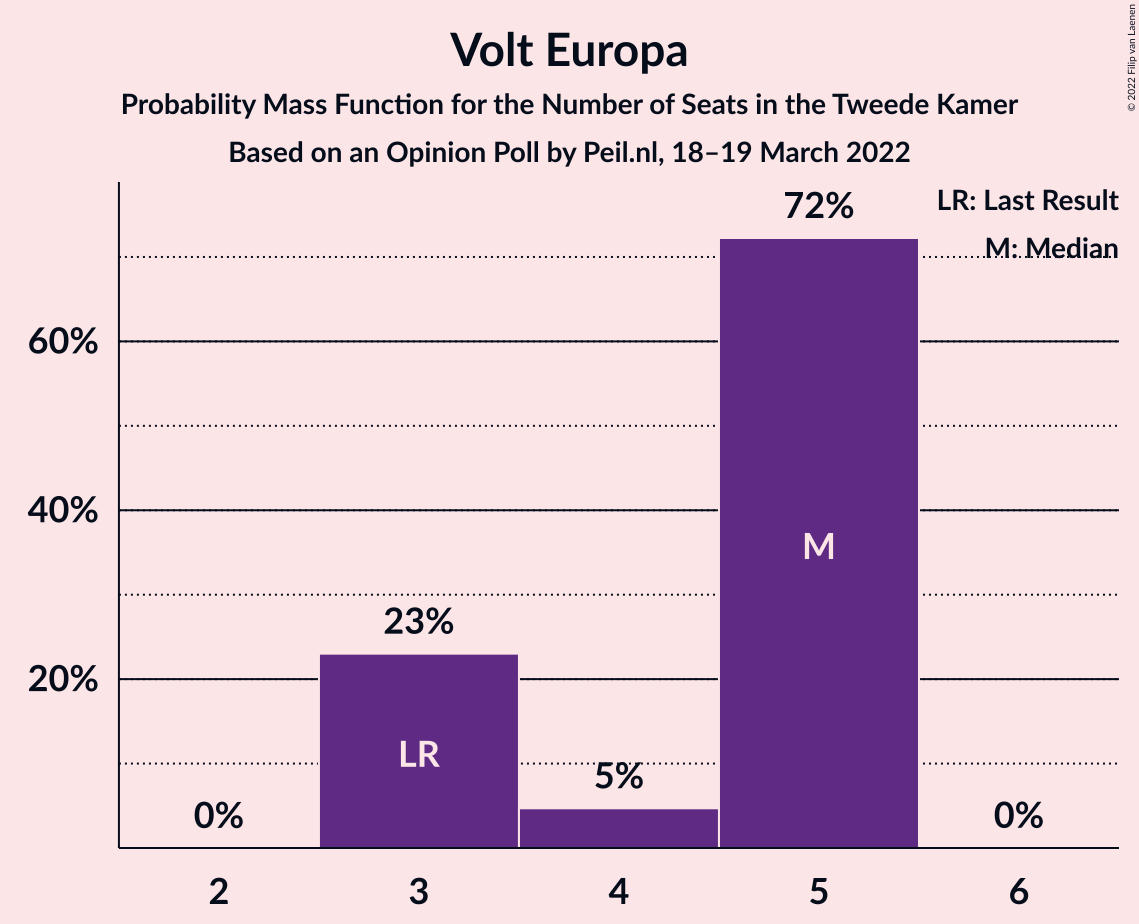 Volt Europa
Probability Mass Function for the Number of Seats in the Tweede Kamer
Based on an Opinion Poll by Peil.nl, 18–19 March 2022
© 2022 Filip van Laenen
LR: Last Result
M: Median
72%
60%
M
40%
23%
20%
LR
5%
0%
0%
2 3 4 5 6